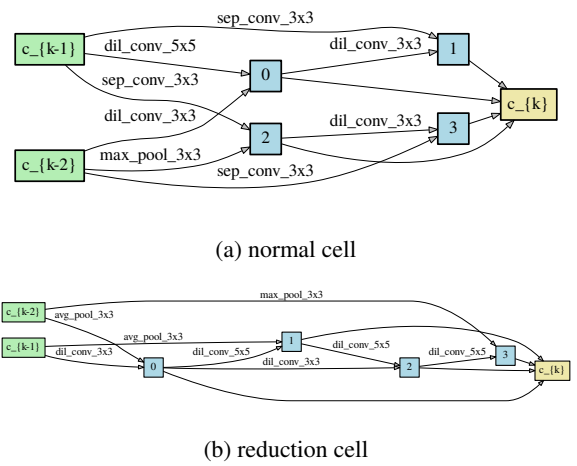 sep_conv_3x3
c_{k-1}
dil_conv_5x5
dil_conv_3x3
1
sep_conv_3x3
0
c_{k}
dil_conv_3x3
2
dil_conv_3x3
3
c_{k-2}
max_pool_3x3
sep_conv_3x3
(a) normal cell
max_pool_3x3
c_{k-2}
avg_pool_3x3
avg_pool_3x3
1
c_{k-1}
dil_conv_3x3
dil_conv_5x5
dil_conv_5x5
dil_conv_5x5
3
0
dil_conv_3x3
2
c_{k}
(b) reduction cell